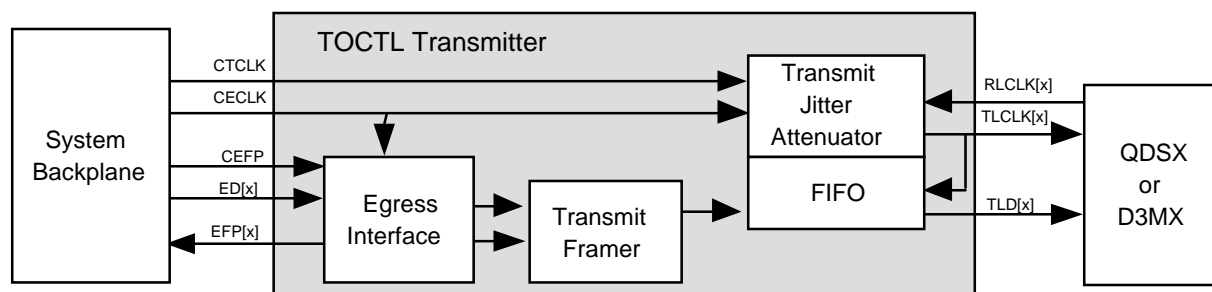 TOCTL Transmitter
System
Backplane
CTCLK
CECLK
CEFP
ED[x]
EFP[x]
Egress
Interface
Transmit
Framer
Transmit
Jitter
Attenuator
FIFO
RLCLK[x]
TLCLK[x]
TLD[x]
QDSX
or
D3MX